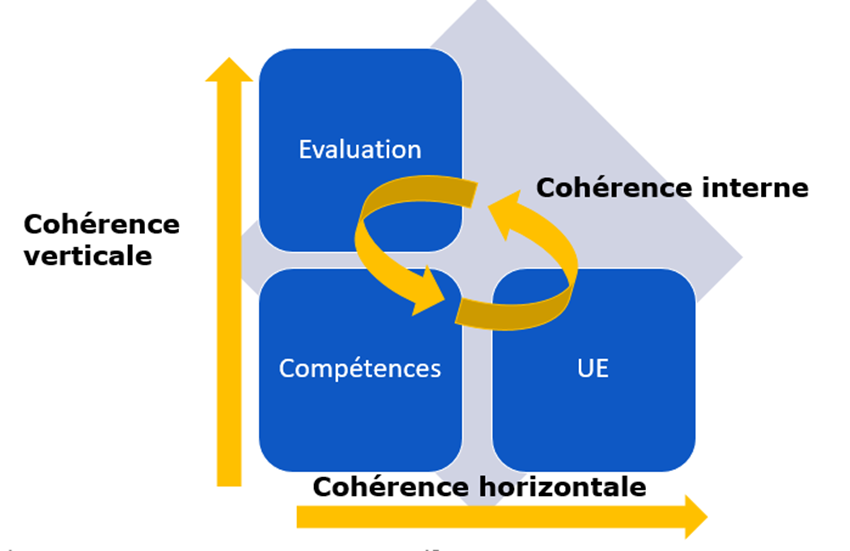 Evaluation
Cohérence interne
Cohérence
verticale
Compétences
UE
Cohérence horizontale